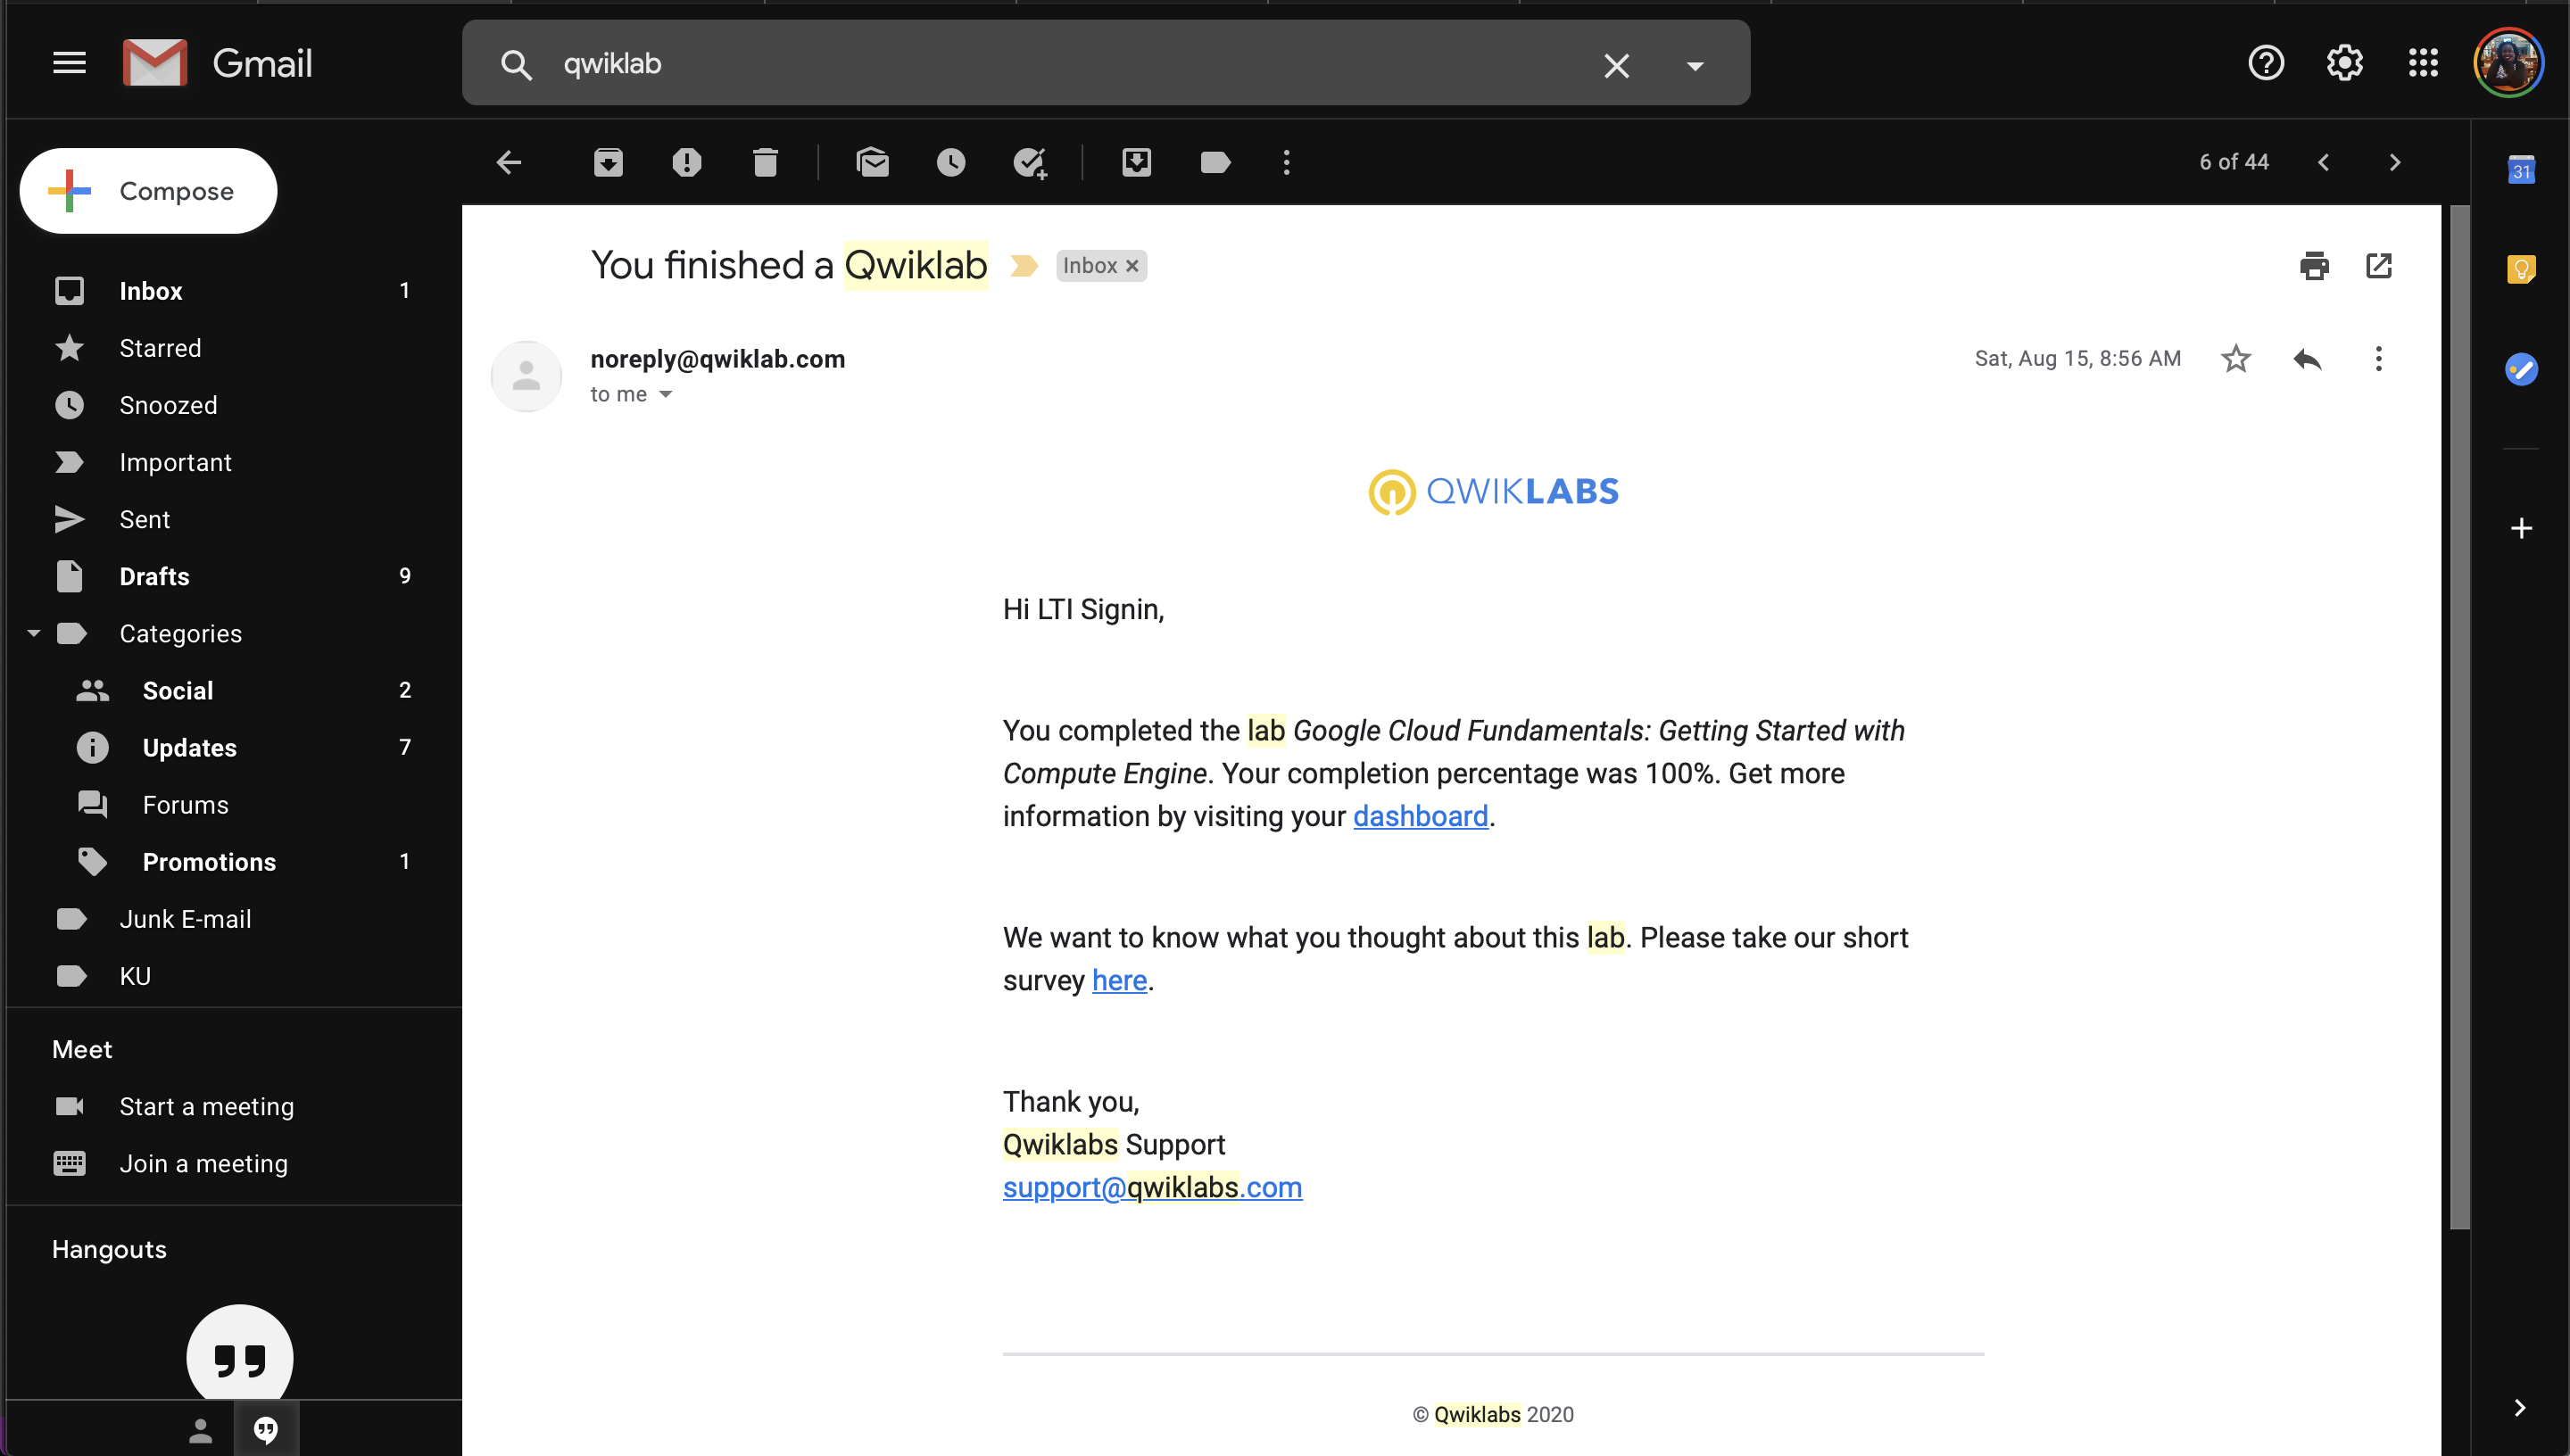 Gmail
qwiklab
Compose
6 of 44
31
You finished a Qwiklab
Inbox ×
Inbox 1
Starred
Snoozed
Important
Sent
Drafts 9
Categories
Social 2
Updates 7
Forums
Promotions 1
Junk E-mail
KU
Meet
Start a meeting
Join a meeting
Hangouts
noreply@qwiklab.com
Sat, Aug 15, 8:56 AM
to me
QWIKLABS
Hi LTI Signin,
You completed the lab Google Cloud Fundamentals: Getting Started with
Compute Engine. Your completion percentage was 100%. Get more
information by visiting your dashboard.
We want to know what you thought about this lab. Please take our short
survey here.
Thank you,
Qwiklabs Support
support@qwiklabs.com
© Qwiklabs 2020